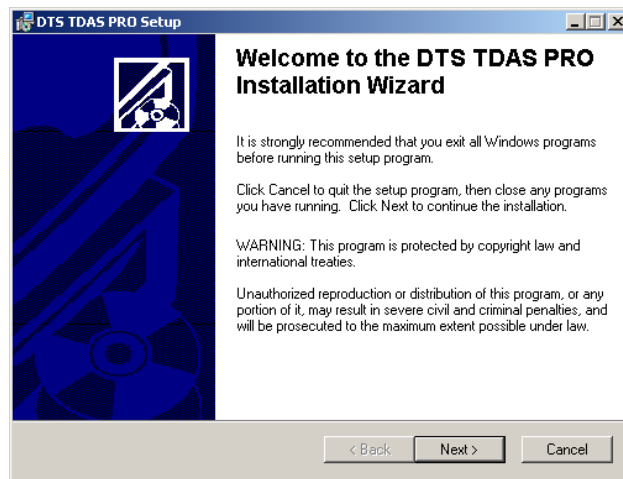 DTS TDAS PRO Setup
Welcome to the DTS TDAS PRO
Installation Wizard
It is strongly recommended that you exit all Windows programs
before running this setup program.
Click Cancel to quit the setup program, then close any programs
you have running. Click Next to continue the installation.
WARNING: This program is protected by copyright law and
international treaties.
Unauthorized reproduction or distribution of this program, or any
portion of it, may result in severe civil and criminal penalties, and
will be prosecuted to the maximum extent possible under law.
< Back Next > Cancel